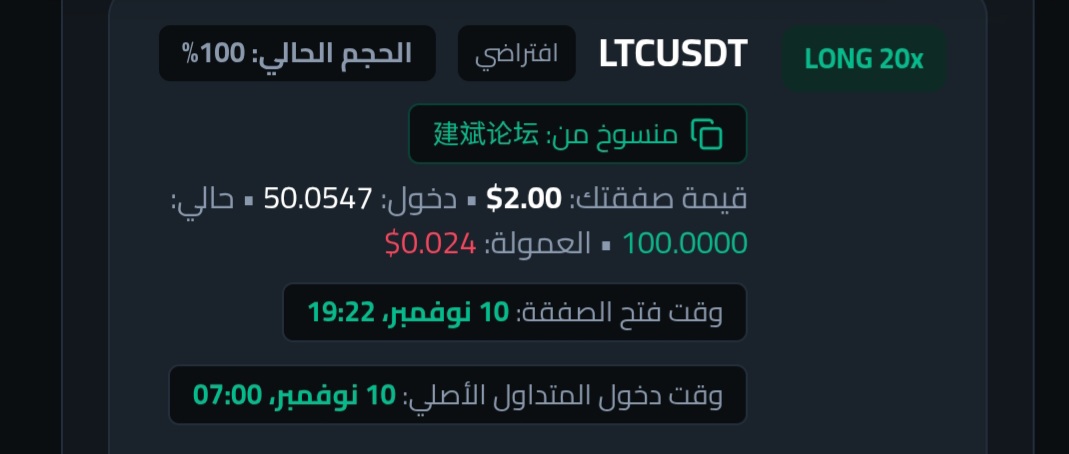 LONG 20x LTCUSDT افتراضي الحجم الحالي: 100%
منسوخ من: 建斌论坛
قيمة صفقتك: $2.00 ▪ دخول: 50.0547 ▪ حالي:
100.0000 ▪ العمولة: $0.024
وقت فتح الصفقة: 10 نوفمبر، 19:22
وقت دخول المتداول الأصلي: 10 نوفمبر، 07:00